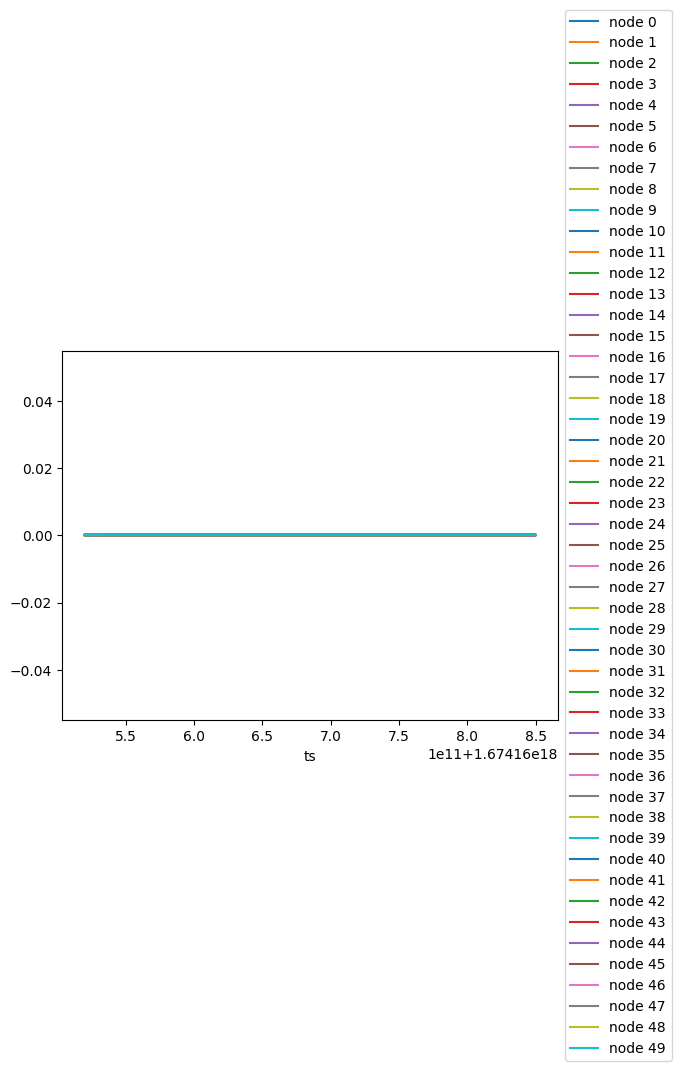 0.04
0.02
0.00
−0.02
−0.04
5.5 6.0 6.5 7.0 7.5 8.0 8.5
ts
1e11+1.67416e18
node 0
node 1
node 2
node 3
node 4
node 5
node 6
node 7
node 8
node 9
node 10
node 11
node 12
node 13
node 14
node 15
node 16
node 17
node 18
node 19
node 20
node 21
node 22
node 23
node 24
node 25
node 26
node 27
node 28
node 29
node 30
node 31
node 32
node 33
node 34
node 35
node 36
node 37
node 38
node 39
node 40
node 41
node 42
node 43
node 44
node 45
node 46
node 47
node 48
node 49